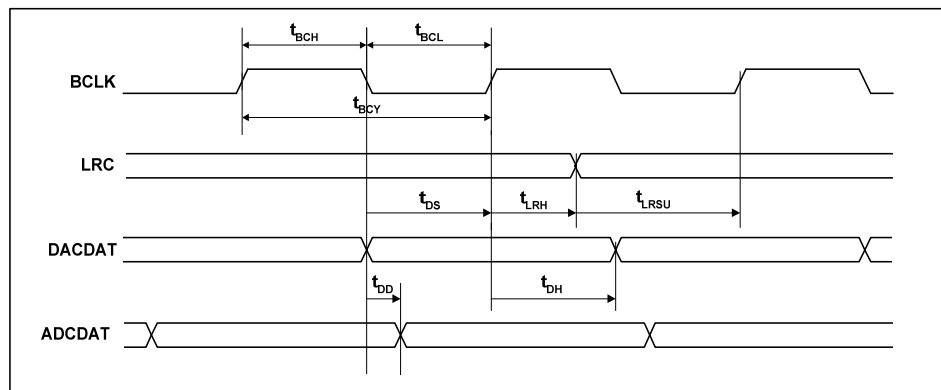 tBCH tBCL
BCLK
tBCY
LRC
tDS tLRH tLRSU
DACDAT
tDD tDH
ADCDAT